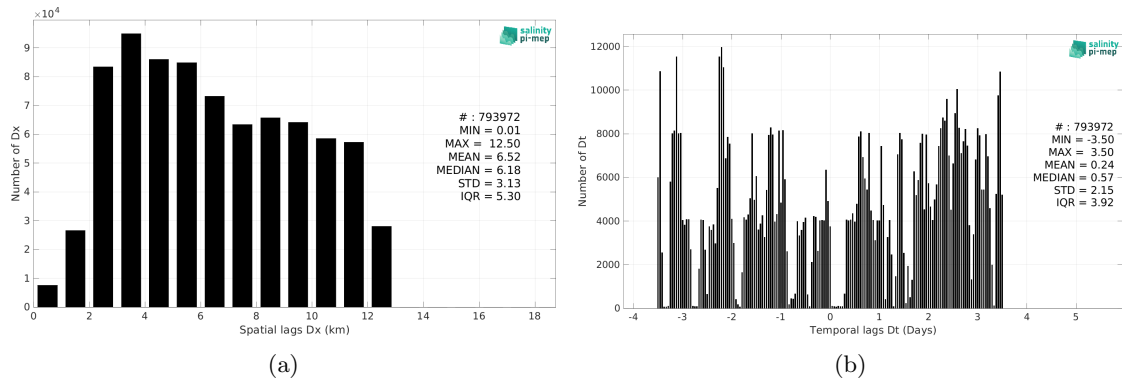 ×10⁴
salinity
pi-mep
10
9
8
7
6
5
4
3
2
1
0
Number of Dx
# : 793972
MIN = 0.01
MAX = 12.50
MEAN = 6.52
MEDIAN = 6.18
STD = 3.13
IQR = 5.30
0 2 4 6 8 10 12 14 16 18
Spatial lags Dx (km)
(a)
salinity
pi-mep
12000
10000
8000
6000
4000
2000
0
Number of Dt
# : 793972
MIN = -3.50
MAX = 3.50
MEAN = 0.24
MEDIAN = 0.57
STD = 2.15
IQR = 3.92
-4 -3 -2 -1 0 1 2 3 4 5
Temporal lags Dt (Days)
(b)